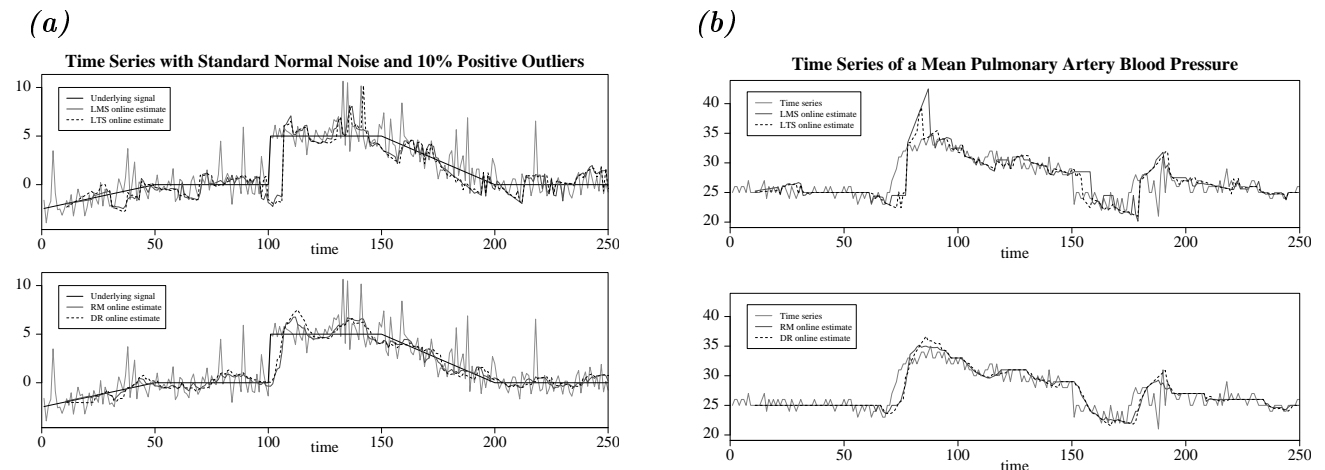 (a)
Time Series with Standard Normal Noise and 10% Positive Outliers
10
5
0
Underlying signal
LMS online estimate
LTS online estimate
0 50 100 150 200 250
time
10
5
0
Underlying signal
RM online estimate
DR online estimate
0 50 100 150 200 250
time
(b)
Time Series of a Mean Pulmonary Artery Blood Pressure
40
35
30
25
20
Time series
LMS online estimate
LTS online estimate
0 50 100 150 200 250
time
40
35
30
25
20
Time series
RM online estimate
DR online estimate
0 50 100 150 200 250
time